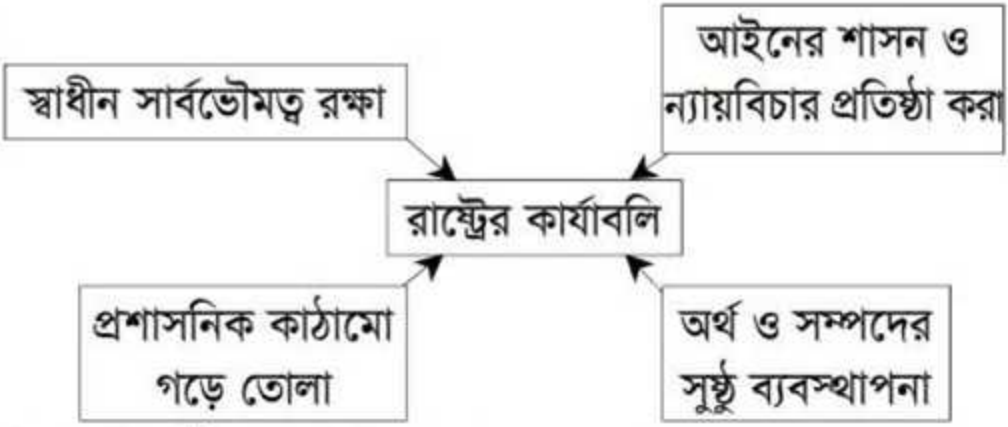 স্বাধীন সার্বভৌমত্ব রক্ষা
আইনের শাসন ও
ন্যায়বিচার প্রতিষ্ঠা করা
রাষ্ট্রের কার্যাবলি
প্রশাসনিক কাঠামো
গড়ে তোলা
অর্থ ও সম্পদের
সুষ্ঠু ব্যবস্থাপনা